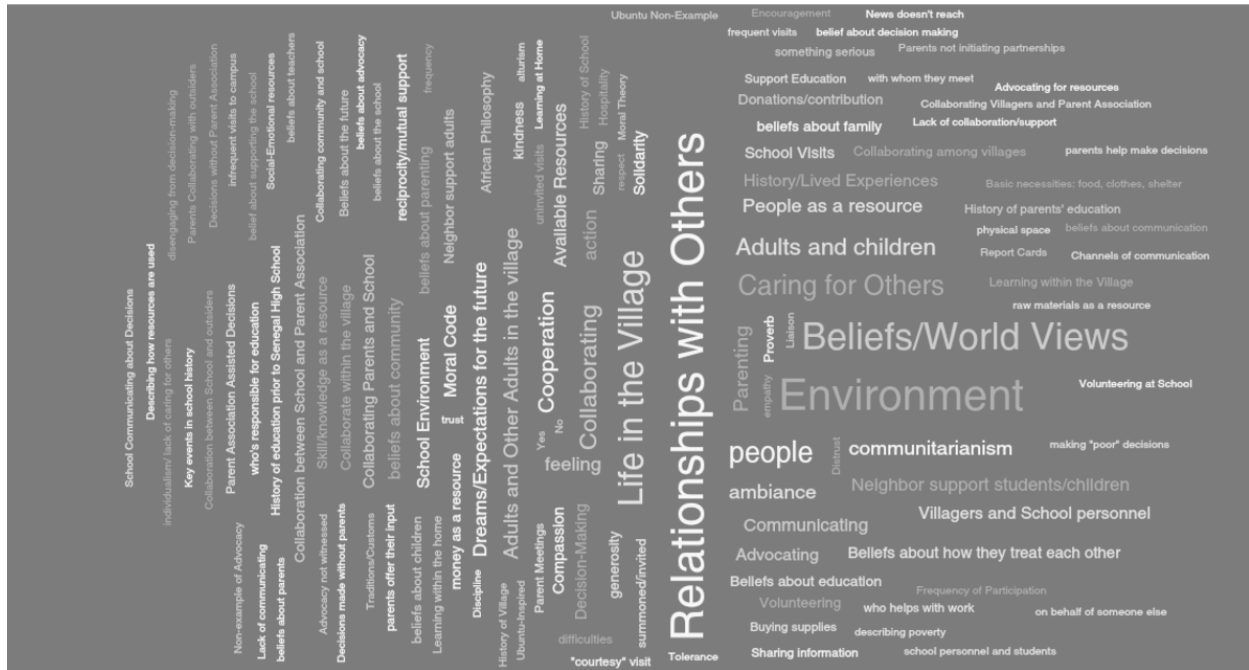 School Communicating about Decisions
Describing how resources are used
individualism/ lack of caring for others
disengaging from decision-making
Key events in school history
Parents Collaborating with outsiders
Collaboration between School and outsiders
Decisions without Parent Association
Parent Association Assisted Decisions
infrequent visits to campus
Non-example of Advocacy
belief about supporting the school
who's responsible for education
Lack of communicating
Social-Emotional resources
History of education prior to Senegal High School
beliefs about parents
beliefs about teachers
Collaboration between School and Parent Association
Collaborating community and school
Skill/knowledge as a resource
Advocacy not witnessed
Beliefs about the future
Collaborate within the village
Decisions made without parents
beliefs about advocacy
beliefs about the school
Collaborating Parents and School
Traditions/Customs
reciprocity/mutual support
beliefs about community
parents offer their input
frequency
beliefs about parenting
School Environment
beliefs about children
Learning within the home
Neighbor support adults
Moral Code
trust
money as a resource
African Philosophy
Dreams/Expectations for the future
Discipline
History of Village
Adults and Other Adults in the village
Ubuntu-Inspired
alturism
kindness
Learning at Home
uninvited visits
Available Resources
Cooperation
Yes
No
feeling
Parent Meetings
Compassion
History of School
Hospitality
Sharing
action
Collaborating
Decision-Making
difficulties
Moral Theory
respect
Solidarity
Life in the Village
generosity
summoned/invited
"courtesy" visit
Ubuntu Non-Example
Relationships with Others
Tolerance
Encouragement
News doesn't reach
frequent visits
belief about decision making
something serious
Parents not initiating partnerships
Support Education
with whom they meet
Advocating for resources
Donations/contribution
Collaborating Villagers and Parent Association
beliefs about family
Lack of collaboration/support
School Visits
Collaborating among villages
parents help make decisions
History/Lived Experiences
Basic necessities: food, clothes, shelter
People as a resource
History of parents' education
physical space
beliefs about communication
Adults and children
Report Cards
Channels of communication
Caring for Others
Learning within the Village
raw materials as a resource
Parenting
Proverb
Liaison
Beliefs/World Views
empathy
Environment
Volunteering at School
people
Distrust
communitarianism
making "poor" decisions
ambiance
Neighbor support students/children
Communicating
Villagers and School personnel
Advocating
Beliefs about how they treat each other
Beliefs about education
Frequency of Participation
Volunteering
who helps with work
on behalf of someone else
Buying supplies
describing poverty
Sharing information
school personnel and students